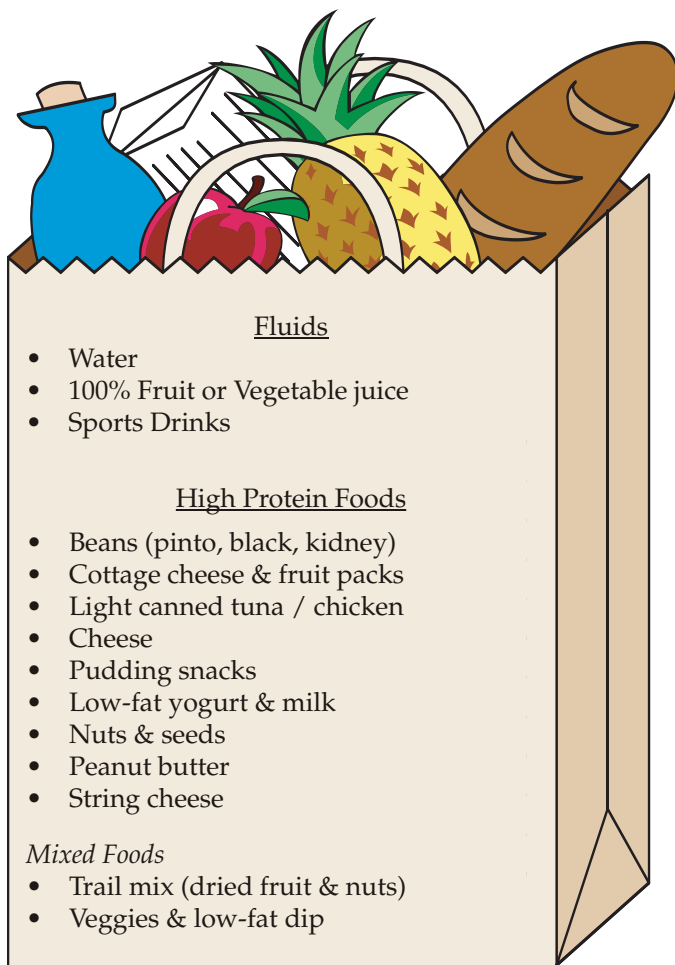 Fluids
• Water
• 100% Fruit or Vegetable juice
• Sports Drinks
High Protein Foods
• Beans (pinto, black, kidney)
• Cottage cheese & fruit packs
• Light canned tuna / chicken
• Cheese
• Pudding snacks
• Low-fat yogurt & milk
• Nuts & seeds
• Peanut butter
• String cheese
Mixed Foods
• Trail mix (dried fruit & nuts)
• Veggies & low-fat dip